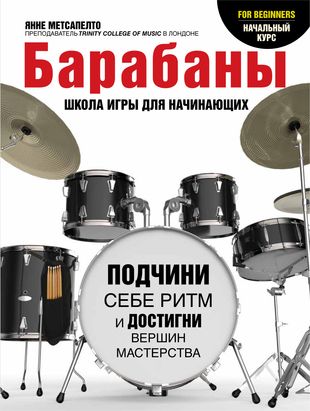 FOR BEGINNERS
НАЧАЛЬНЫЙ
КУРС
ЯННЕ МЕТСАПЕЛТО
ПРЕПОДАВАТЕЛЬ TRINITY COLLEGE OF MUSIC В ЛОНДОНЕ
Барабаны
ШКОЛА ИГРЫ ДЛЯ НАЧИНАЮЩИХ
ПОДЧИНИ
СЕБЕ РИТМ
И ДОСТИГНИ
ВЕРШИН
МАСТЕРСТВА